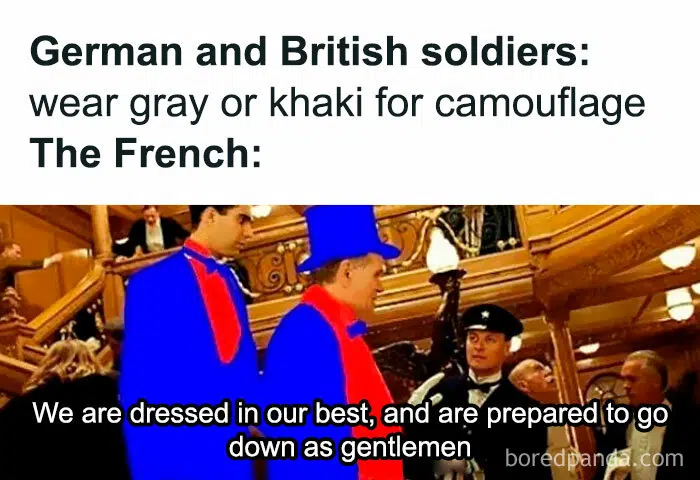 German and British soldiers:
wear gray or khaki for camouflage
The French:
We are dressed in our best, and are prepared to go
down as gentlemen
boredpanda.com